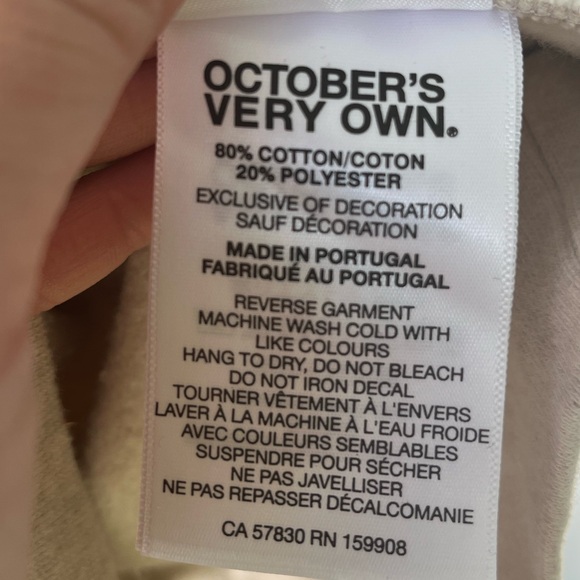 OCTOBER'S
VERY OWN®
80% COTTON/COTON
20% POLYESTER
EXCLUSIVE OF DECORATION
SAUF DÉCORATION
MADE IN PORTUGAL
FABRIQUÉ AU PORTUGAL
REVERSE GARMENT
MACHINE WASH COLD WITH
LIKE COLOURS
HANG TO DRY, DO NOT BLEACH
DO NOT IRON DECAL
TOURNER VÊTEMENT À L'ENVERS
LAVER À LA MACHINE À L'EAU FROIDE
AVEC COULEURS SEMBLABLES
SUSPENDRE POUR SÉCHER
NE PAS JAVELLISER
NE PAS REPASSER DÉCALCOMANIE
CA 57830 RN 159908